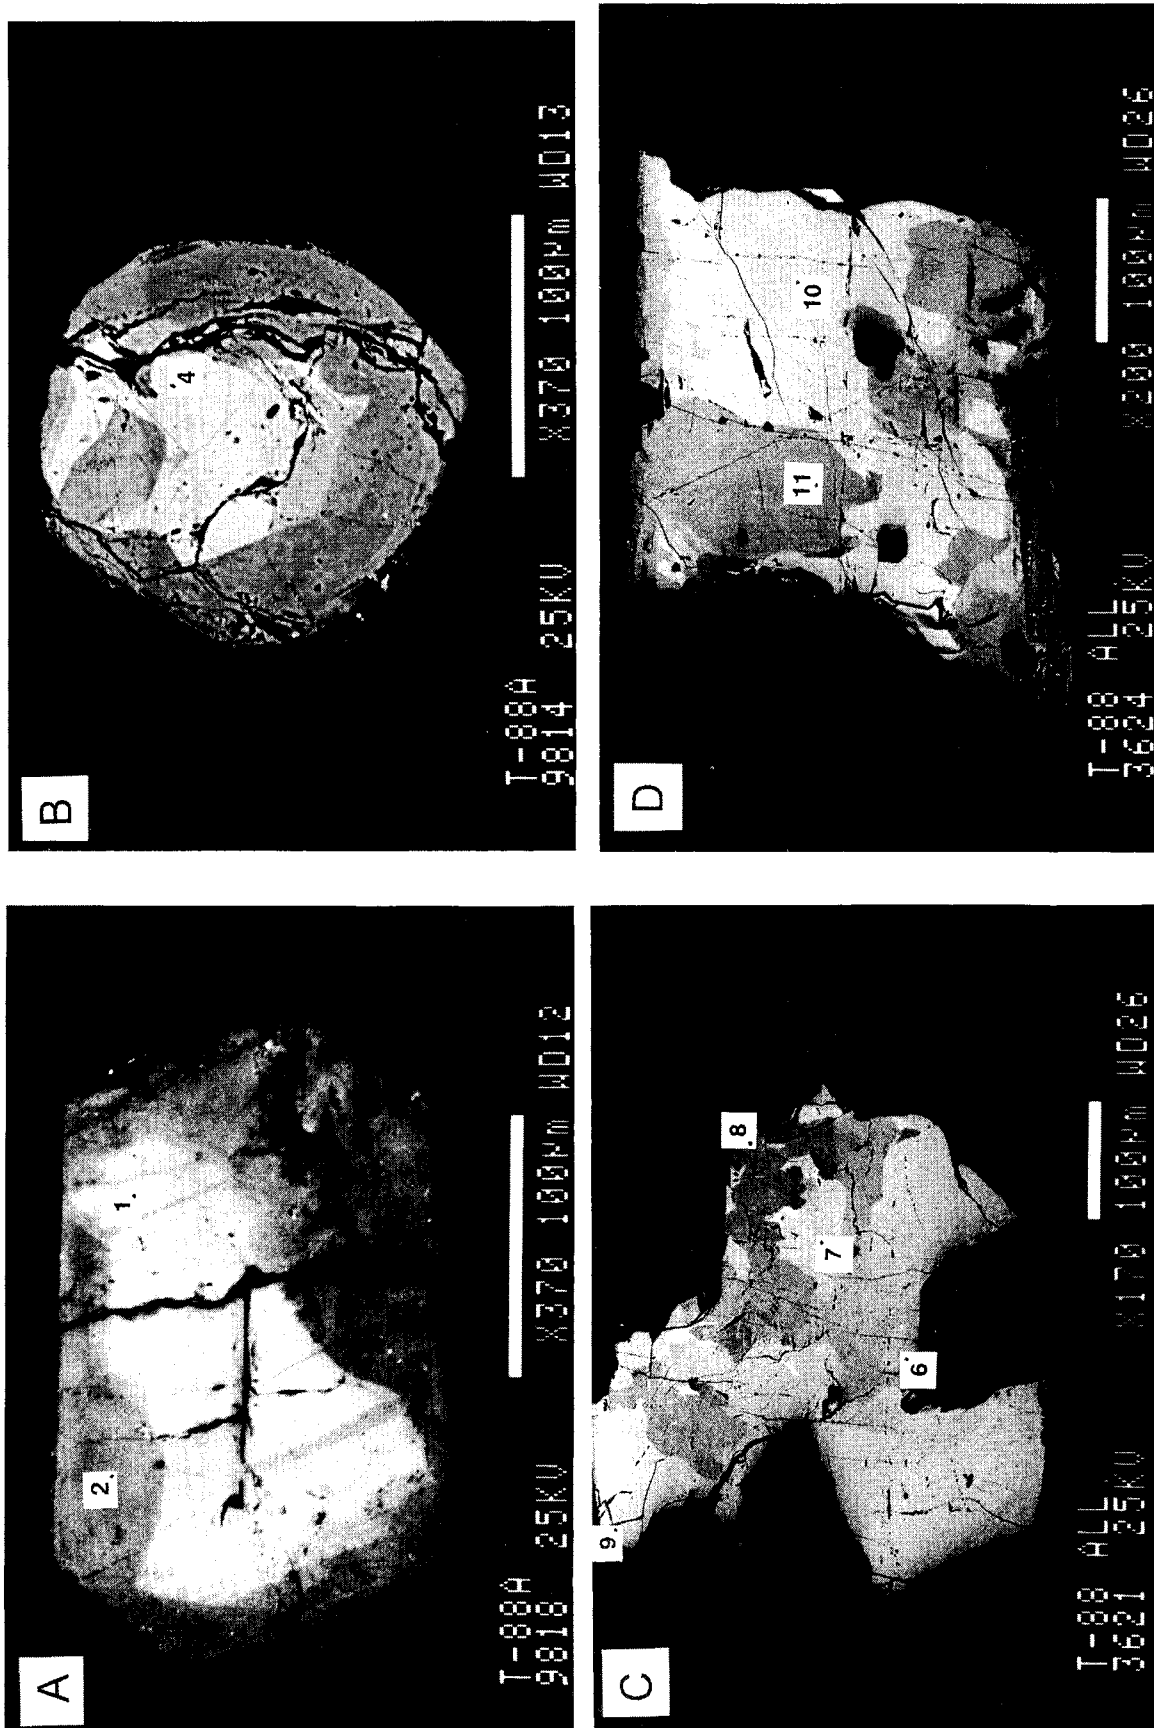 A
1.
2.
T-88A
9818 25KV X370 100µm WD12
B
4
T-88A
9814 25KV X370 100µm WD13
C
6
7
8
9
T-88 ALL
3621 25KV X170 100µm WD26
D
10
11
T-88 ALL
3624 25KV X200 100µm WD26